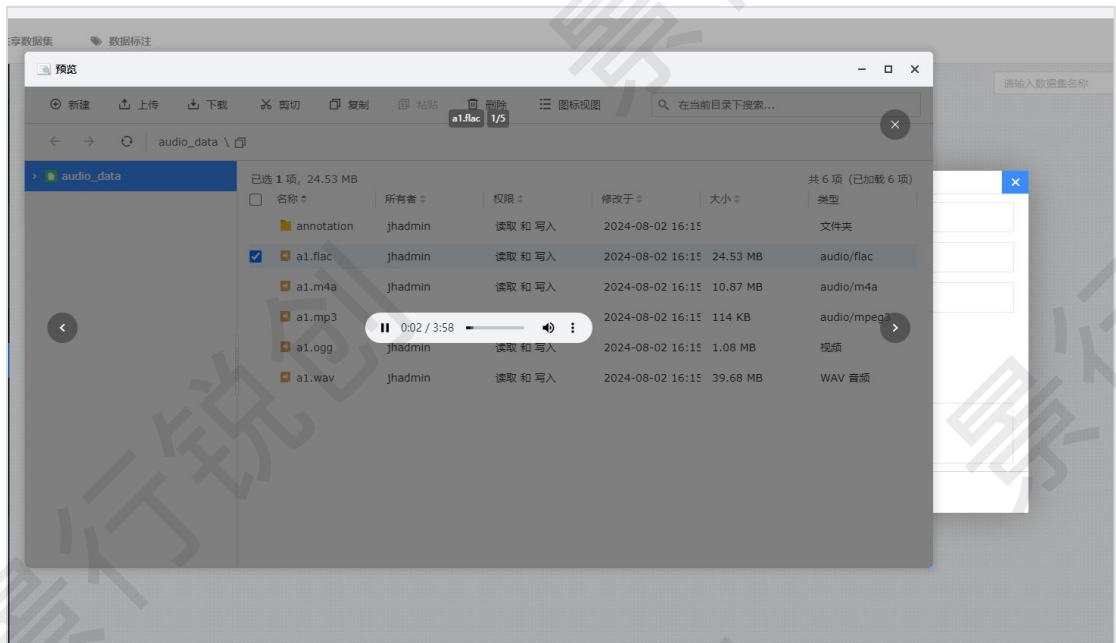 享数据集 数据标注
预览
请输入数据集名称
新建 上传 下载 剪切 复制 粘贴 删除 图标视图 在当前目录下搜索...
a1.flac 1/5
audio_data \
audio_data
已选 1 项, 24.53 MB 共 6 项 (已加载 6 项)
名称 所有者 权限 修改于 大小 类型
annotation jhadmin 读取 和 写入 2024-08-02 16:15 文件夹
a1.flac jhadmin 读取 和 写入 2024-08-02 16:15 24.53 MB audio/flac
a1.m4a jhadmin 读取 和 写入 2024-08-02 16:15 10.87 MB audio/m4a
a1.mp3 2024-08-02 16:15 114 KB audio/mpeg3
0:02 / 3:58
a1.ogg jhadmin 读取 和 写入 2024-08-02 16:15 1.08 MB 视频
a1.wav jhadmin 读取 和 写入 2024-08-02 16:15 39.68 MB WAV 音频
景行锐创
景行